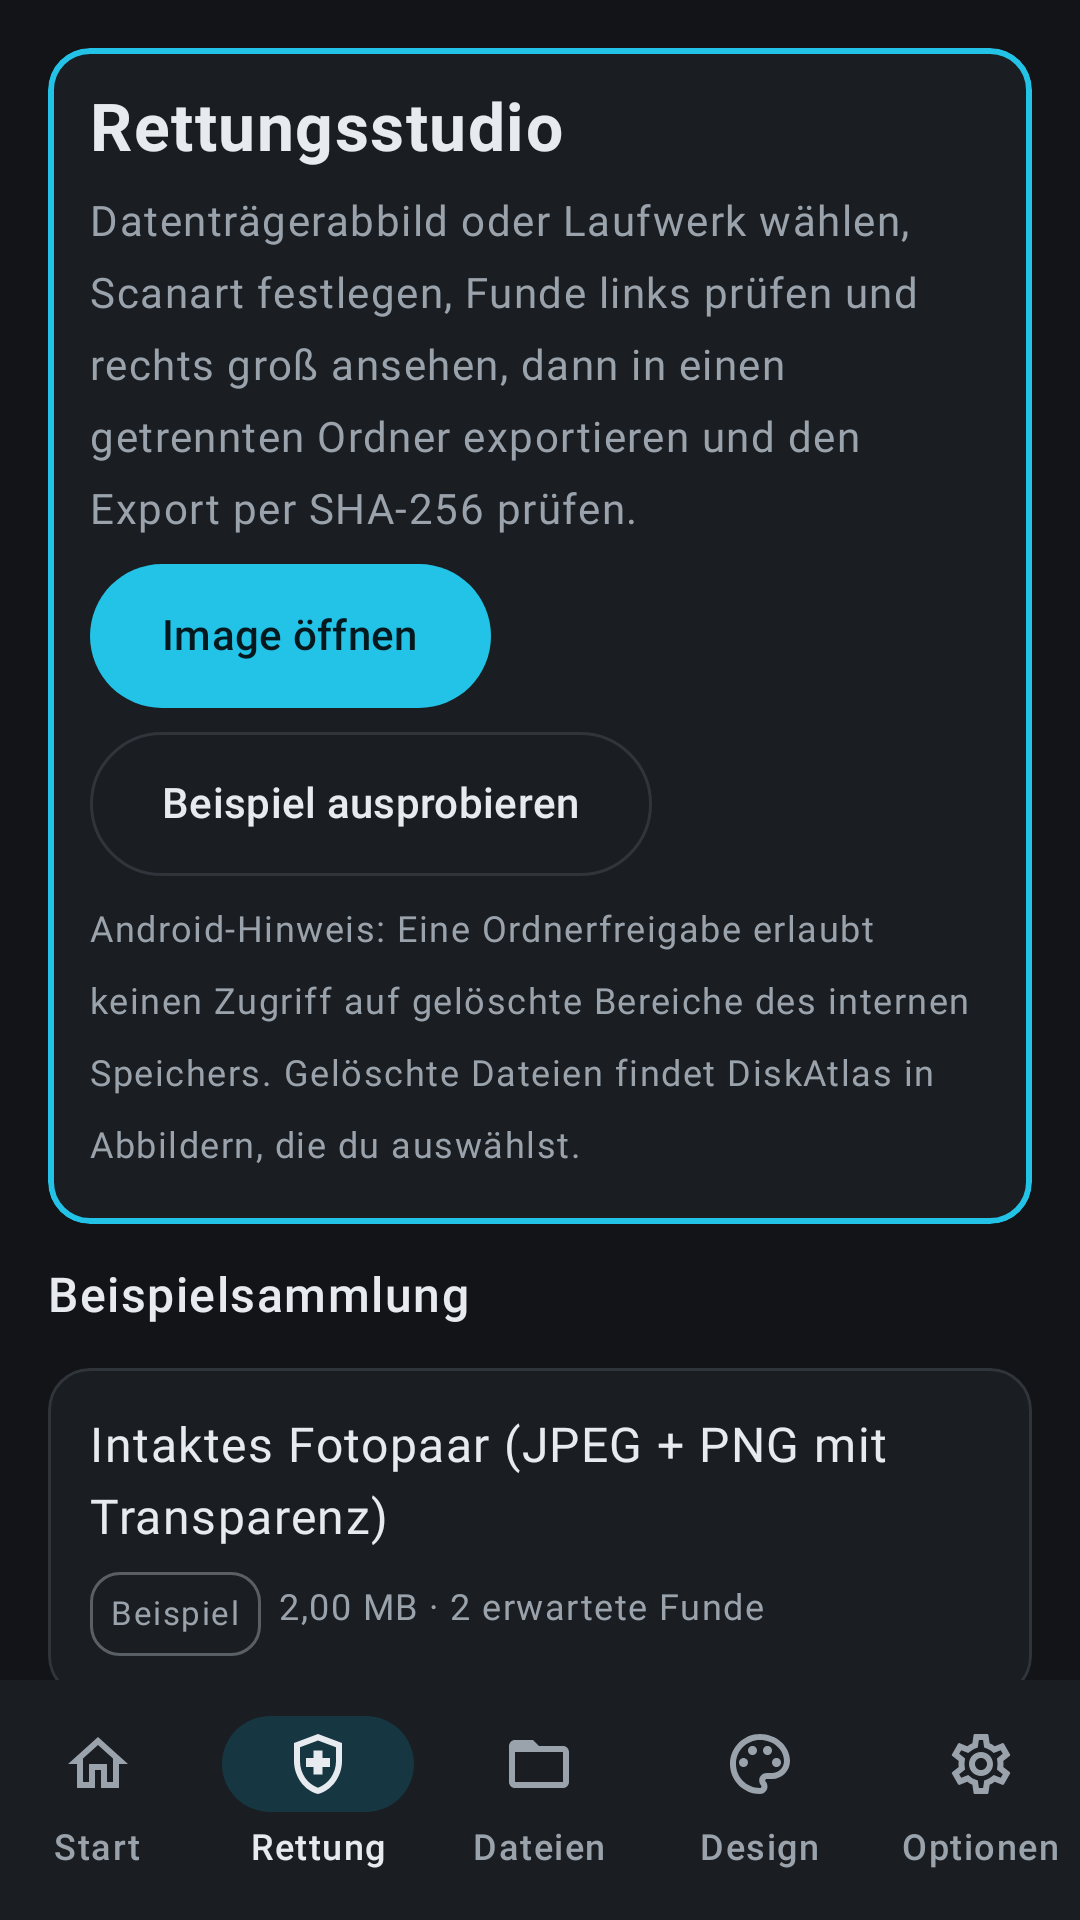 Rettungsstudio
Datenträgerabbild oder Laufwerk wählen,
Scanart festlegen, Funde links prüfen und
rechts groß ansehen, dann in einen
getrennten Ordner exportieren und den
Export per SHA-256 prüfen.
Image öffnen
Beispiel ausprobieren
Android-Hinweis: Eine Ordnerfreigabe erlaubt
keinen Zugriff auf gelöschte Bereiche des internen
Speichers. Gelöschte Dateien findet DiskAtlas in
Abbildern, die du auswählst.
Beispielsammlung
Intaktes Fotopaar (JPEG + PNG mit
Transparenz)
Beispiel 2,00 MB · 2 erwartete Funde
Start Rettung Dateien Design Optionen